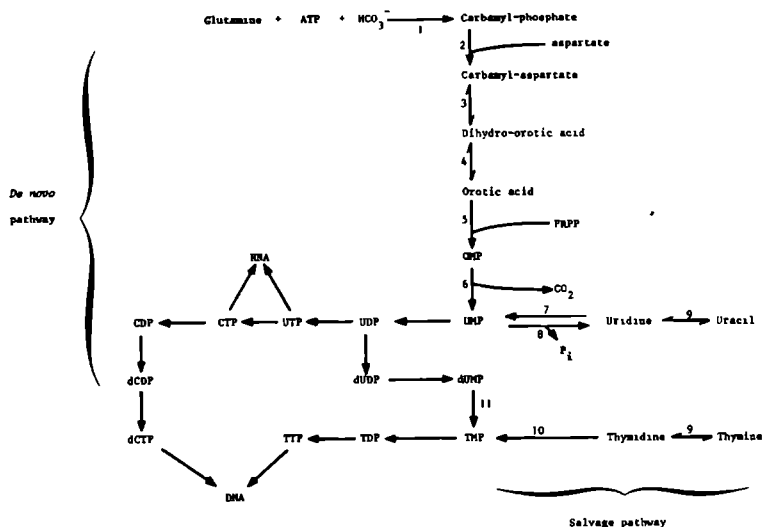 Glutamine + ATP + HCO3- 1 Carbamyl-phosphate
2 aspartate
Carbamyl-aspartate
3
Dihydro-orotic acid
4
Orotic acid
De novo
pathway
5 PRPP
RNA OMP
6 CO2
CDP CTP UTP UDP UMP 7 Uridine 9 Uracil
8 Pi
dCDP dUDP dUMP
11
dCTP TTP TDP TMP 10 Thymidine 9 Thymine
DNA
Salvage pathway